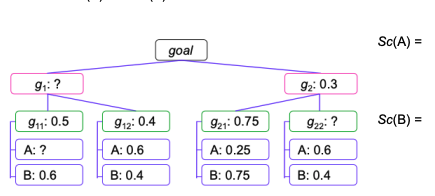 goal
Sc(A) =
g₁: ?
g₂: 0.3
g₁₁: 0.5
g₁₂: 0.4
g₂₁: 0.75
g₂₂: ?
Sc(B) =
A: ?
A: 0.6
A: 0.25
A: 0.6
B: 0.6
B: 0.4
B: 0.75
B: 0.4